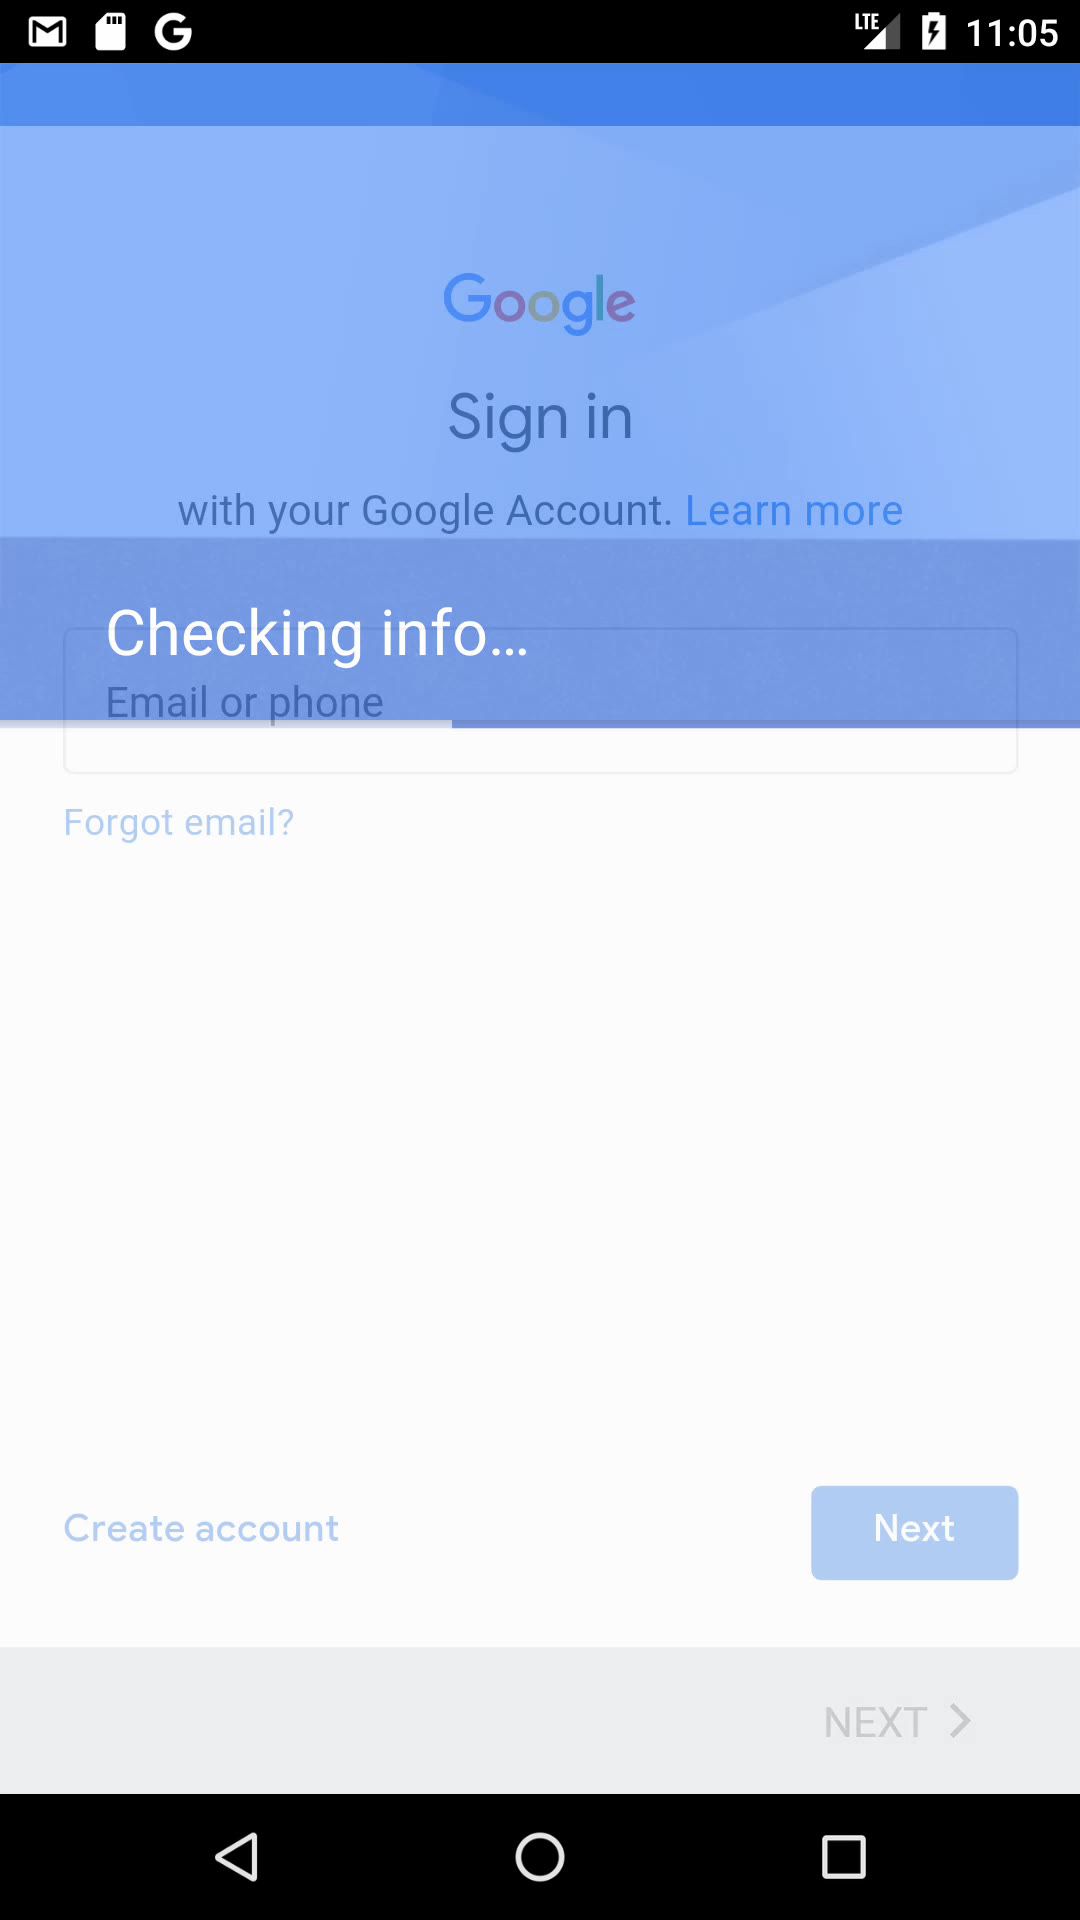 LTE 11:05
Google
Sign in
with your Google Account. Learn more
Checking info...
Email or phone
Forgot email?
Create account
Next
NEXT